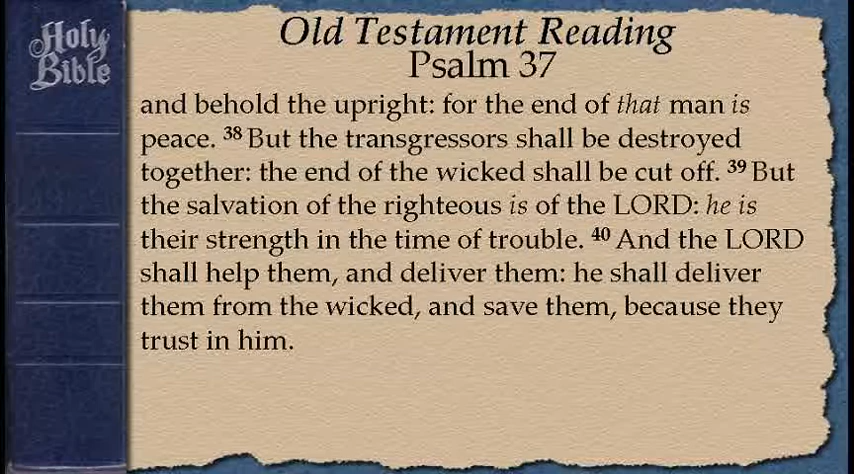 Holy
Bible
Old Testament Reading
Psalm 37
and behold the upright: for the end of that man is
peace. 38 But the transgressors shall be destroyed
together: the end of the wicked shall be cut off. 39 But
the salvation of the righteous is of the LORD: he is
their strength in the time of trouble. 40 And the LORD
shall help them, and deliver them: he shall deliver
them from the wicked, and save them, because they
trust in him.